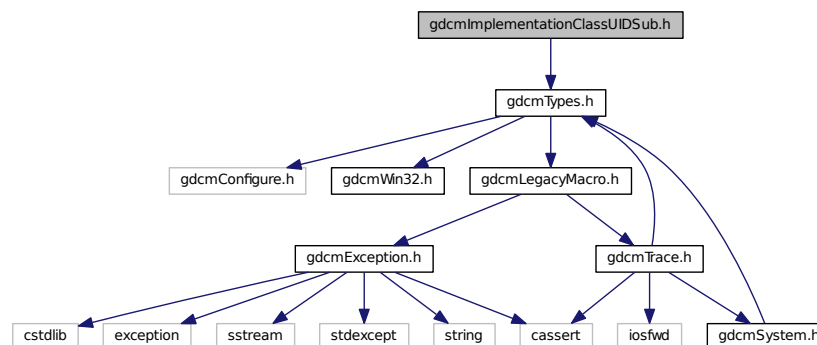 gdcmImplementationClassUIDSub.h
gdcmTypes.h
gdcmConfigure.h
gdcmWin32.h
gdcmLegacyMacro.h
gdcmException.h
gdcmTrace.h
cstdlib
exception
sstream
stdexcept
string
cassert
iosfwd
gdcmSystem.h